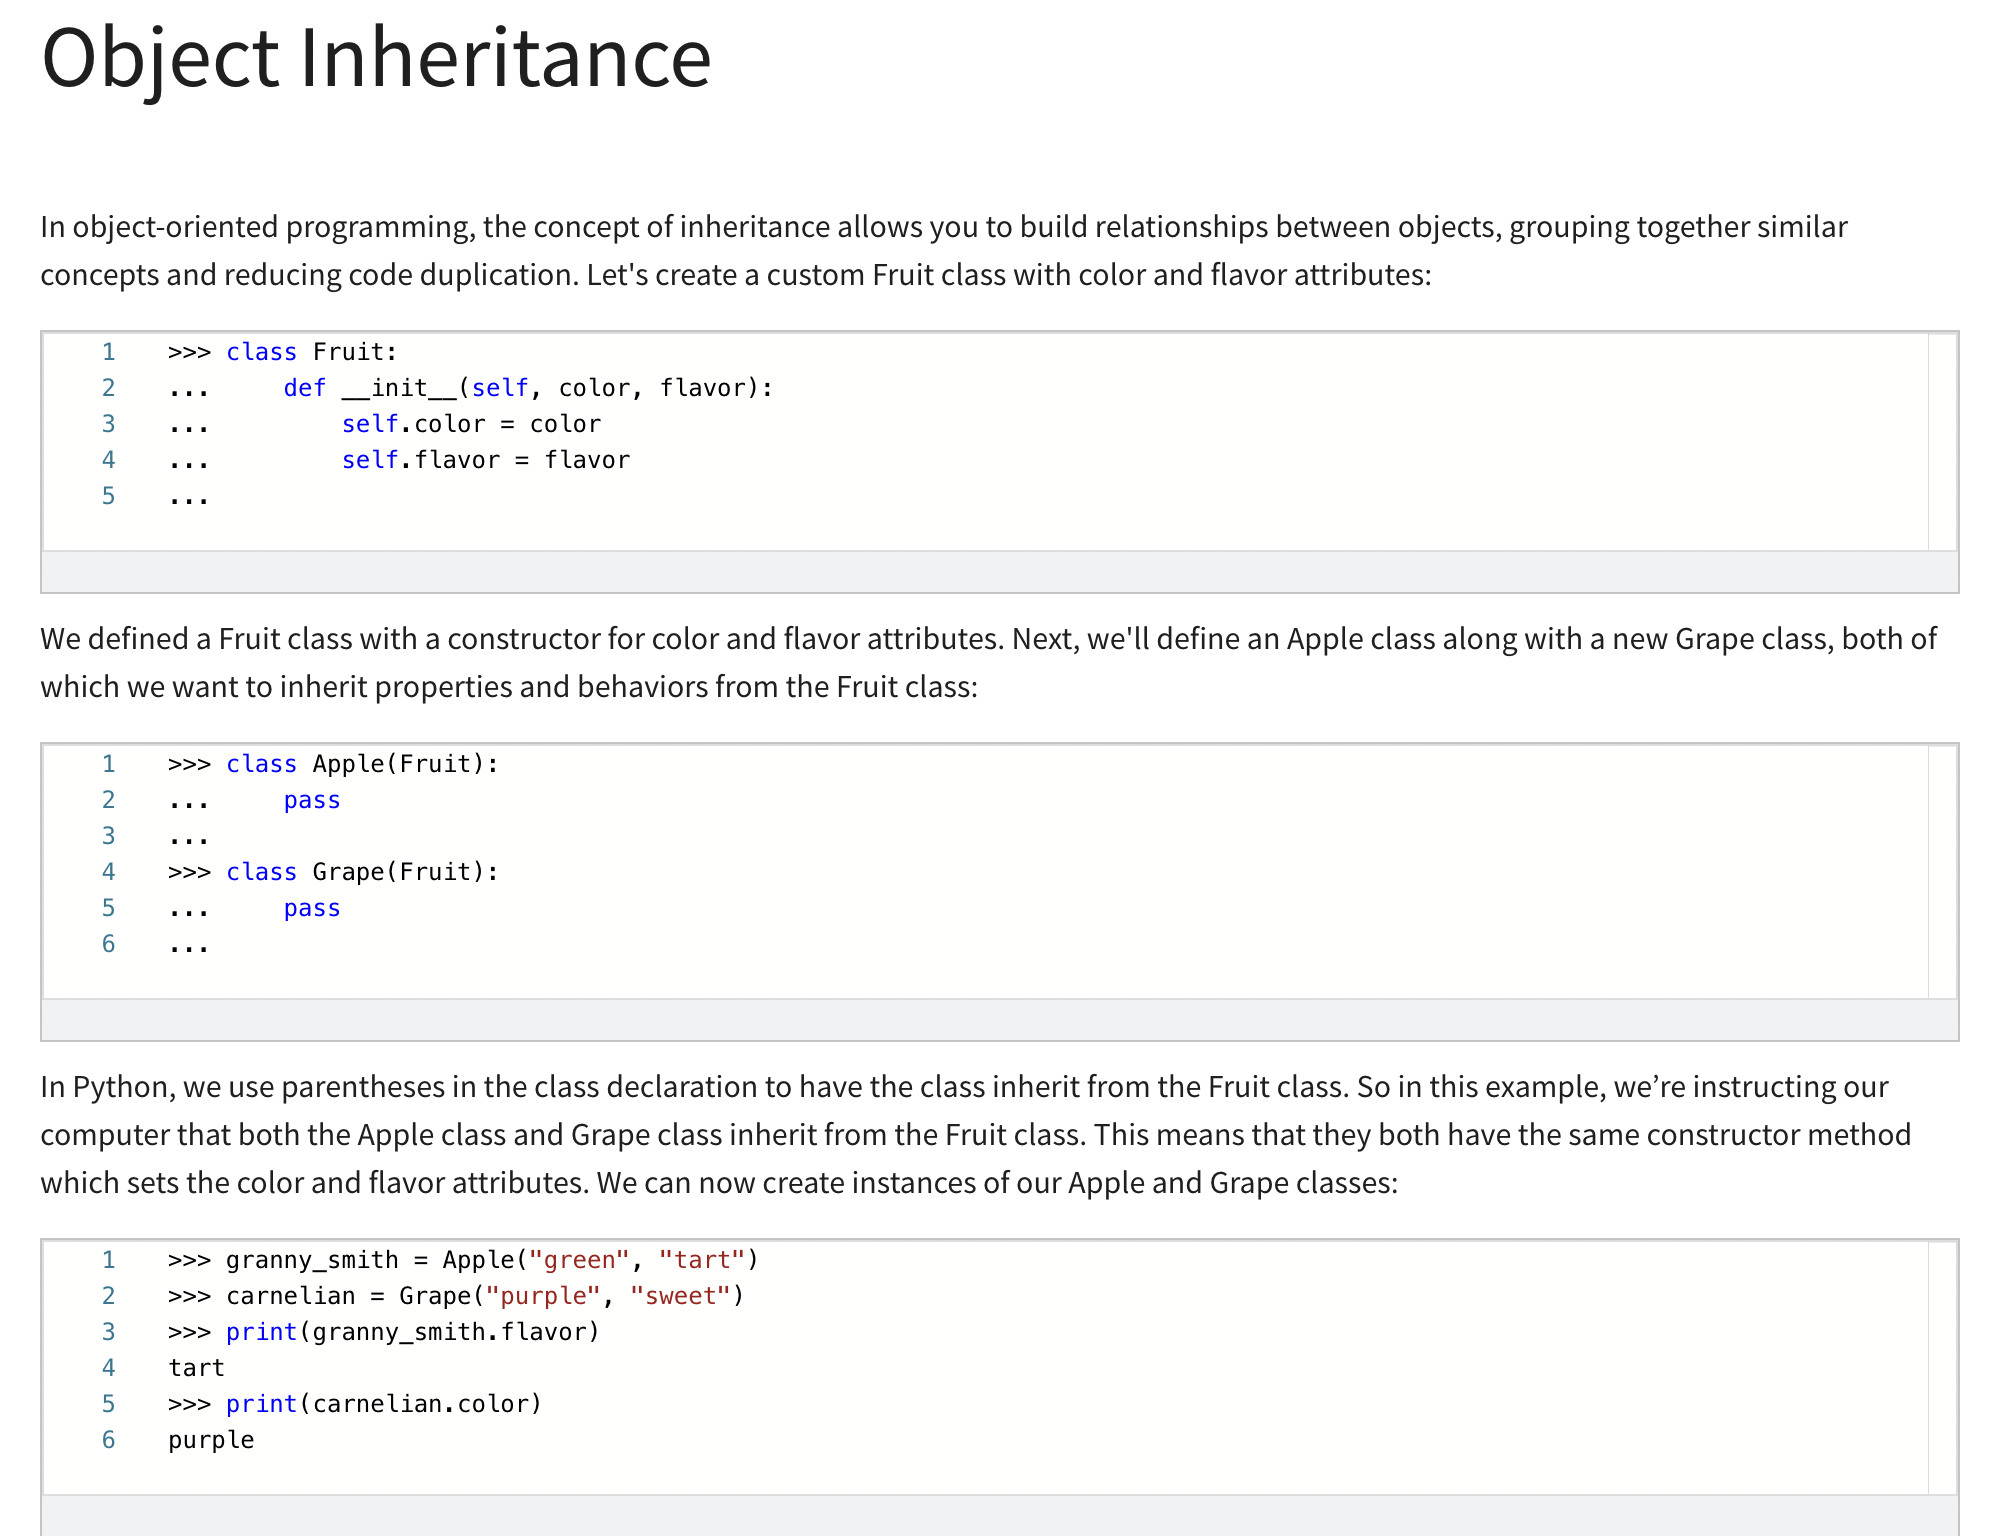 Object Inheritance
In object-oriented programming, the concept of inheritance allows you to build relationships between objects, grouping together similar
concepts and reducing code duplication. Let's create a custom Fruit class with color and flavor attributes:
1 >>> class Fruit:
2 ...     def __init__(self, color, flavor):
3 ...         self.color = color
4 ...         self.flavor = flavor
5 ...
We defined a Fruit class with a constructor for color and flavor attributes. Next, we'll define an Apple class along with a new Grape class, both of
which we want to inherit properties and behaviors from the Fruit class:
1 >>> class Apple(Fruit):
2 ...     pass
3 ...
4 >>> class Grape(Fruit):
5 ...     pass
6 ...
In Python, we use parentheses in the class declaration to have the class inherit from the Fruit class. So in this example, we’re instructing our
computer that both the Apple class and Grape class inherit from the Fruit class. This means that they both have the same constructor method
which sets the color and flavor attributes. We can now create instances of our Apple and Grape classes:
1 >>> granny_smith = Apple("green", "tart")
2 >>> carnelian = Grape("purple", "sweet")
3 >>> print(granny_smith.flavor)
4 tart
5 >>> print(carnelian.color)
6 purple